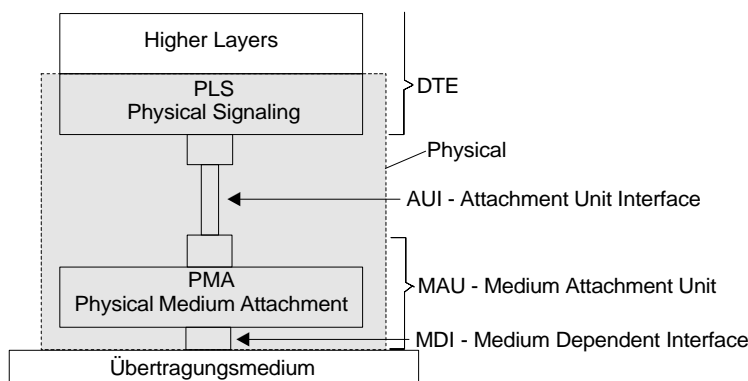 Higher Layers
PLS
Physical Signaling
DTE
Physical
AUI - Attachment Unit Interface
PMA
Physical Medium Attachment
MAU - Medium Attachment Unit
MDI - Medium Dependent Interface
Übertragungsmedium